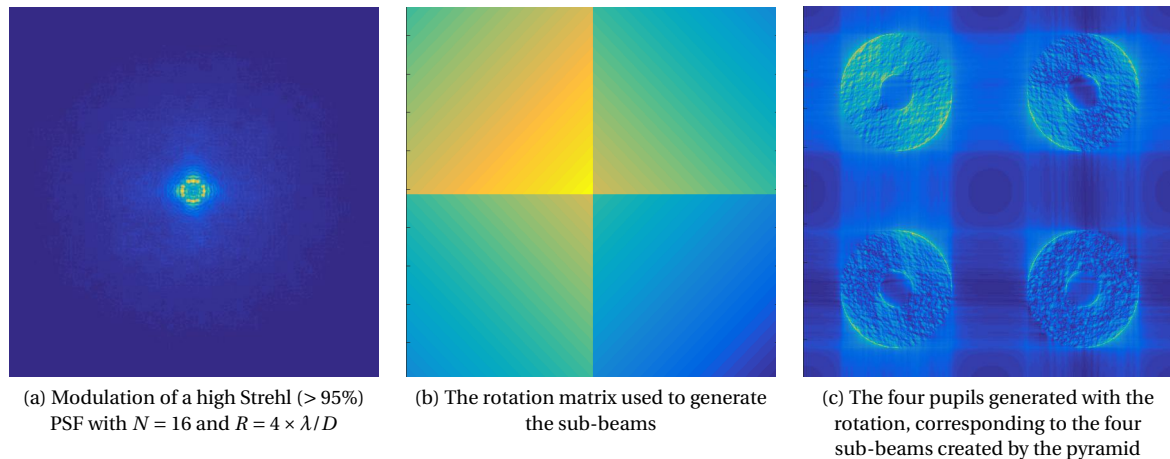 (a) Modulation of a high Strehl (> 95%)
PSF with N = 16 and R = 4 × λ/D
(b) The rotation matrix used to generate
the sub-beams
(c) The four pupils generated with the
rotation, corresponding to the four
sub-beams created by the pyramid